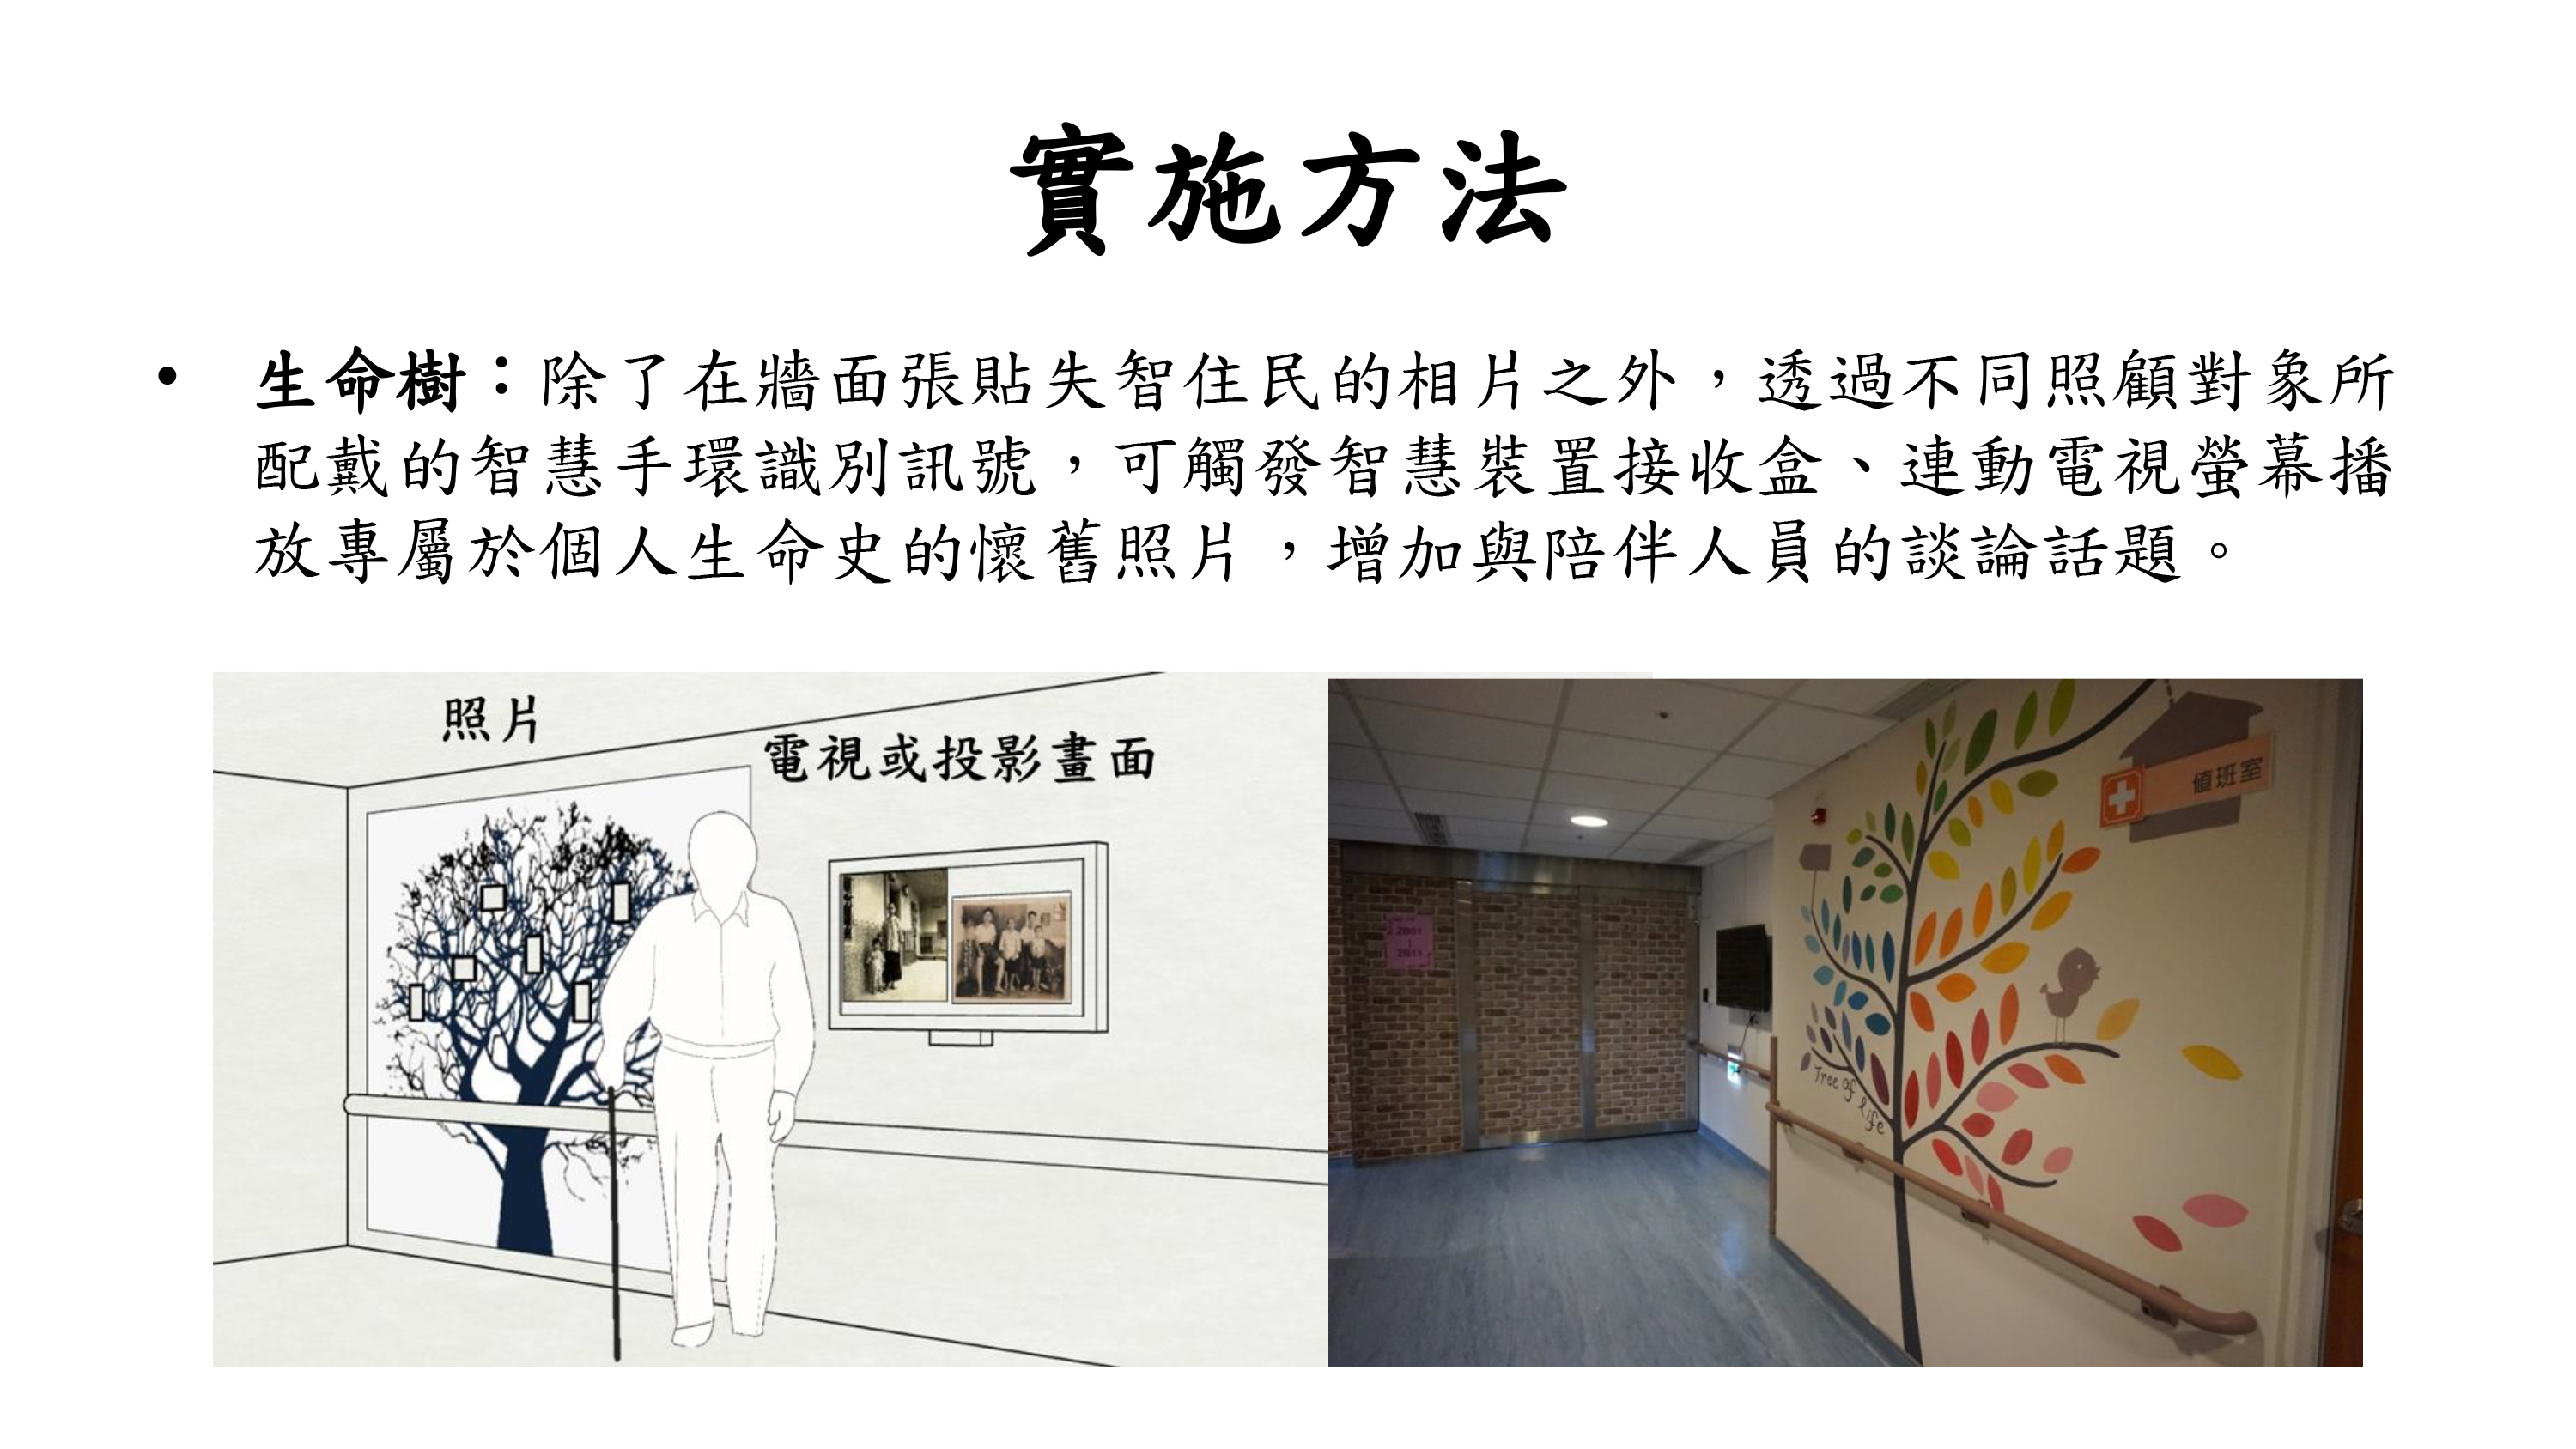 實施方法
• 生命樹：除了在牆面張貼失智住民的相片之外，透過不同照顧對象所
配戴的智慧手環識別訊號，可觸發智慧裝置接收盒、連動電視螢幕播
放專屬於個人生命史的懷舊照片，增加與陪伴人員的談論話題。
照片
電視或投影畫面
值班室
2B01
|
2B11
Tree of life